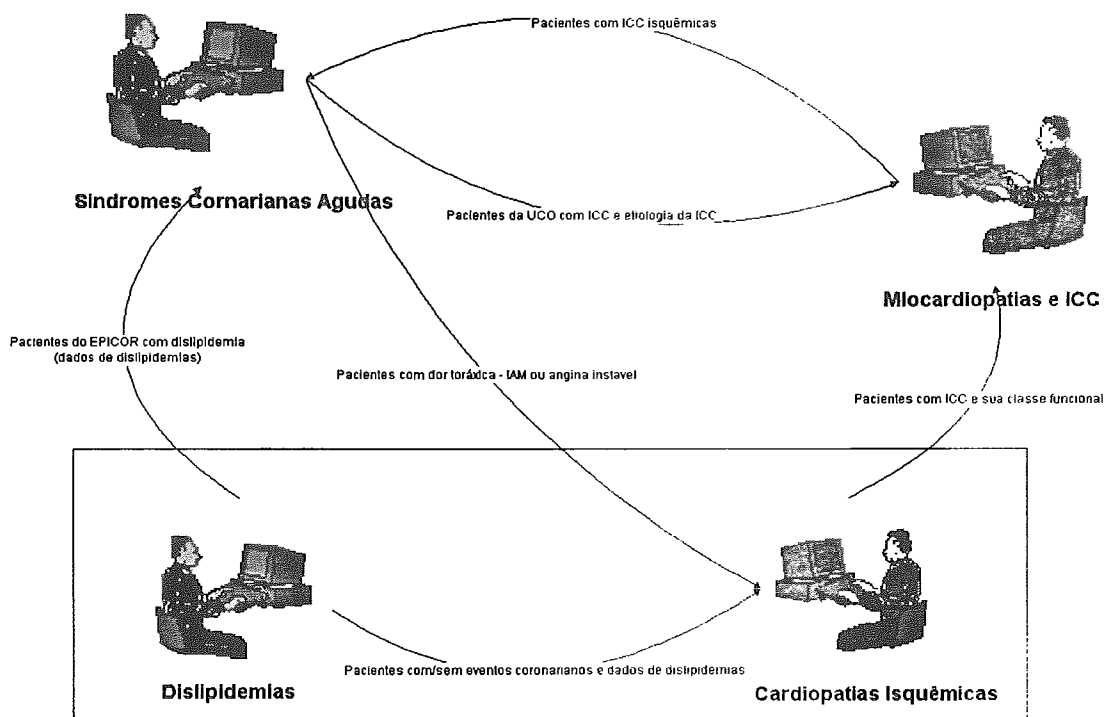 Pacientes com ICC isquêmicas
Síndromes Cornarianas Agudas
Pacientes da UCO com ICC e etiologia da ICC
Miocardiopatias e ICC
Pacientes do EPICOR com dislipidemia
(dados de dislipidemias)
Pacientes com dor toráxica - IAM ou angina instavel
Pacientes com ICC e sua classe funcional
Pacientes com/sem eventos coronarianos e dados de dislipidemias
Dislipidemias
Cardiopatias Isquêmicas